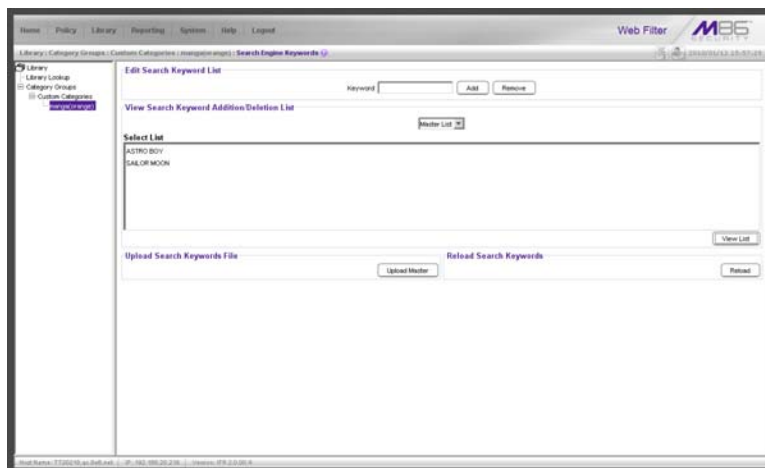 Home Policy Library Reporting System Help Logout
Web Filter
M86 SECURITY
Library : Category Groups : Custom Categories : manga(orange) : Search Engine Keywords
Library
Library Lookup
Category Groups
Custom Categories
manga(orange)
Edit Search Keyword List
Keyword
Add
Remove
View Search Keyword Addition/Deletion List
Master List
Select List
ASTRO BOY
SAILOR MOON
View List
Upload Search Keywords File
Upload Master
Reload Search Keywords
Reload